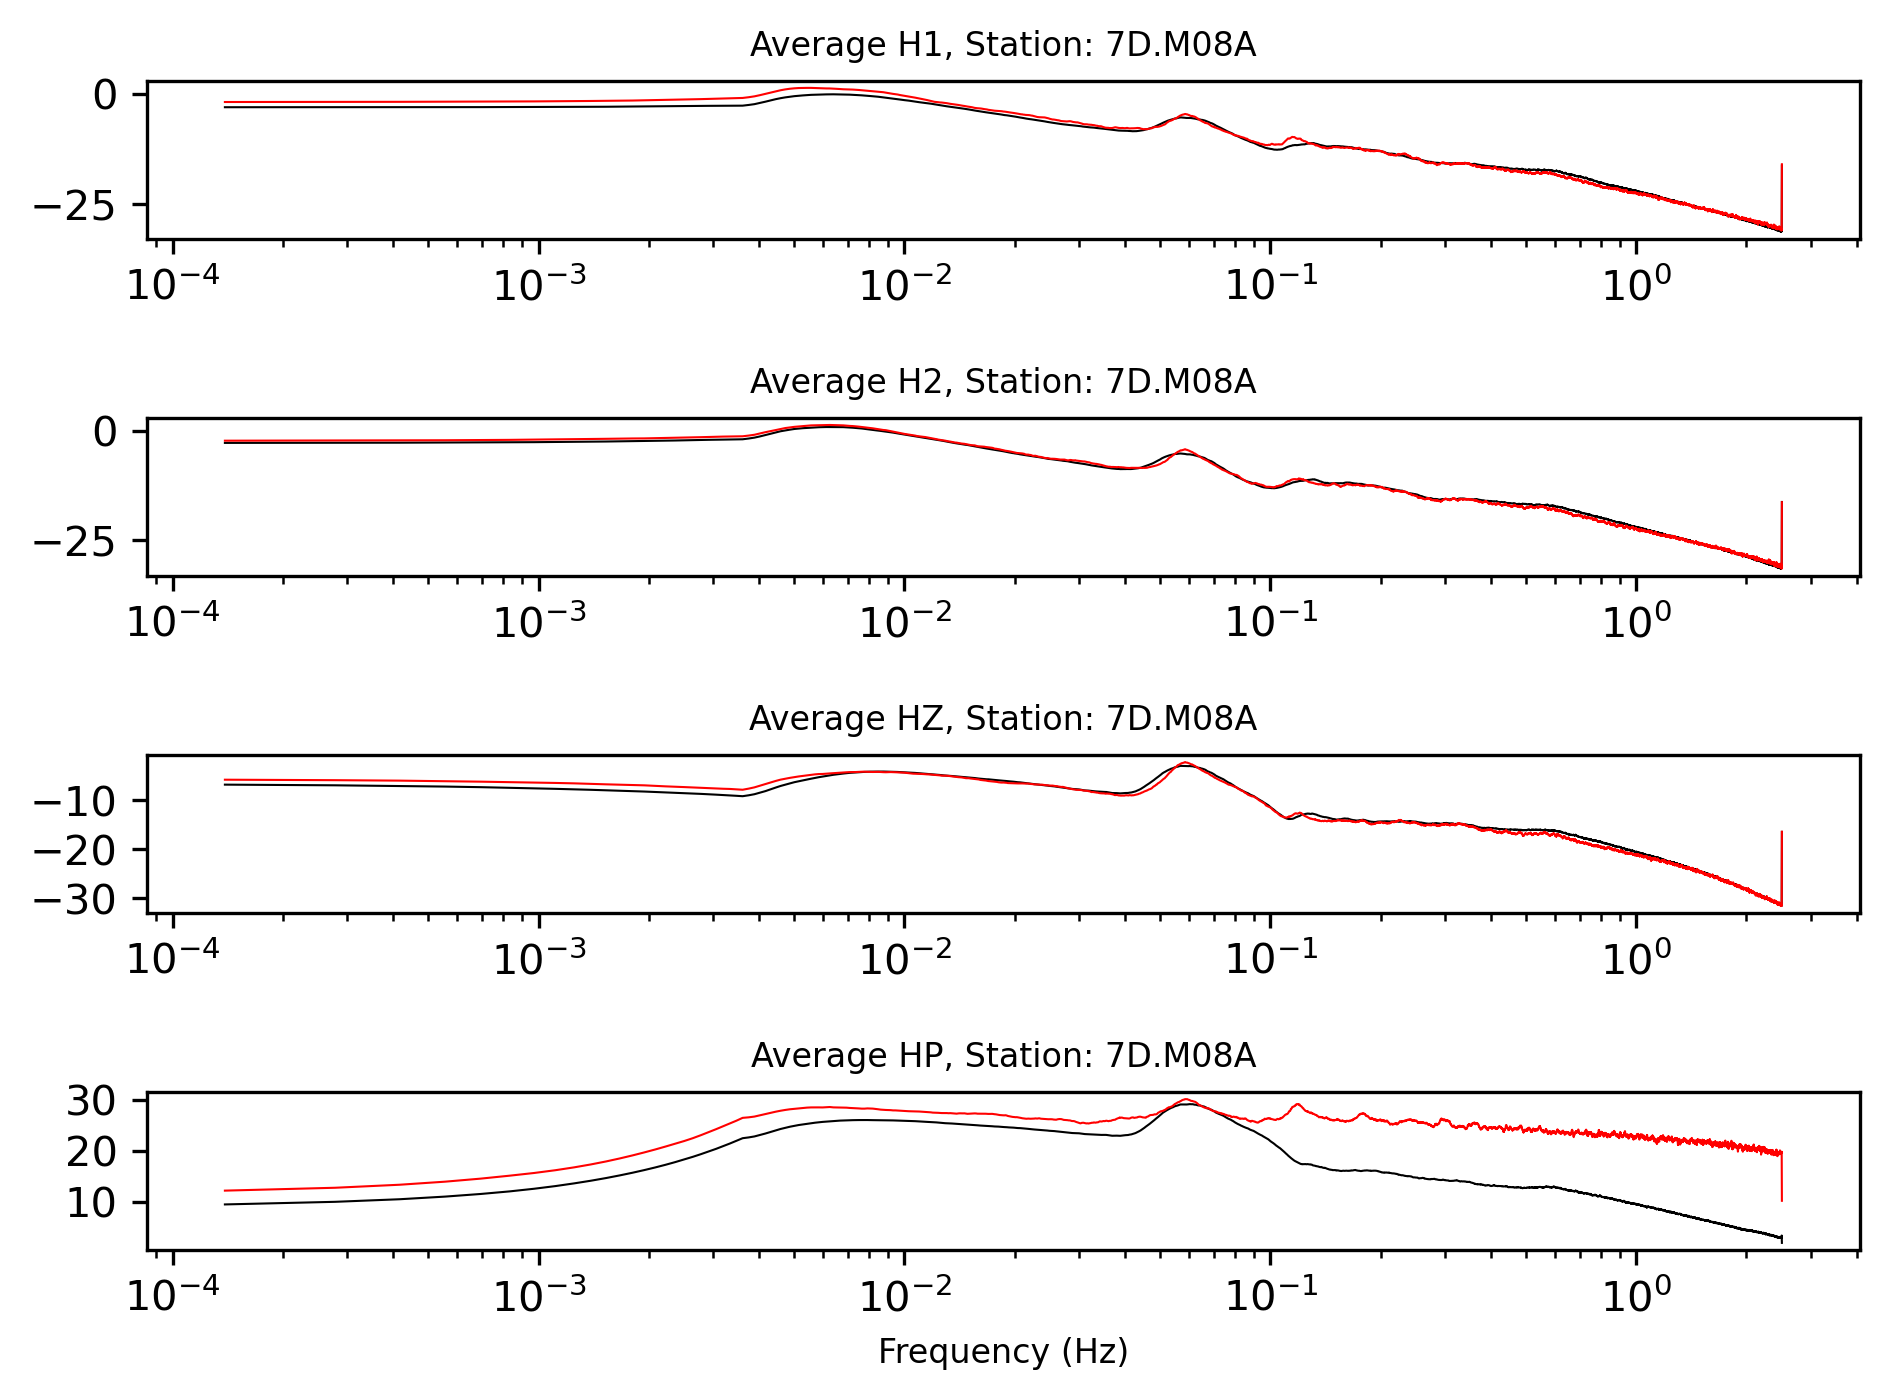 Average H1, Station: 7D.M08A
0
−25
10⁻⁴ 10⁻³ 10⁻² 10⁻¹ 10⁰
Average H2, Station: 7D.M08A
0
−25
10⁻⁴ 10⁻³ 10⁻² 10⁻¹ 10⁰
Average HZ, Station: 7D.M08A
−10
−20
−30
10⁻⁴ 10⁻³ 10⁻² 10⁻¹ 10⁰
Average HP, Station: 7D.M08A
30
20
10
10⁻⁴ 10⁻³ 10⁻² 10⁻¹ 10⁰
Frequency (Hz)